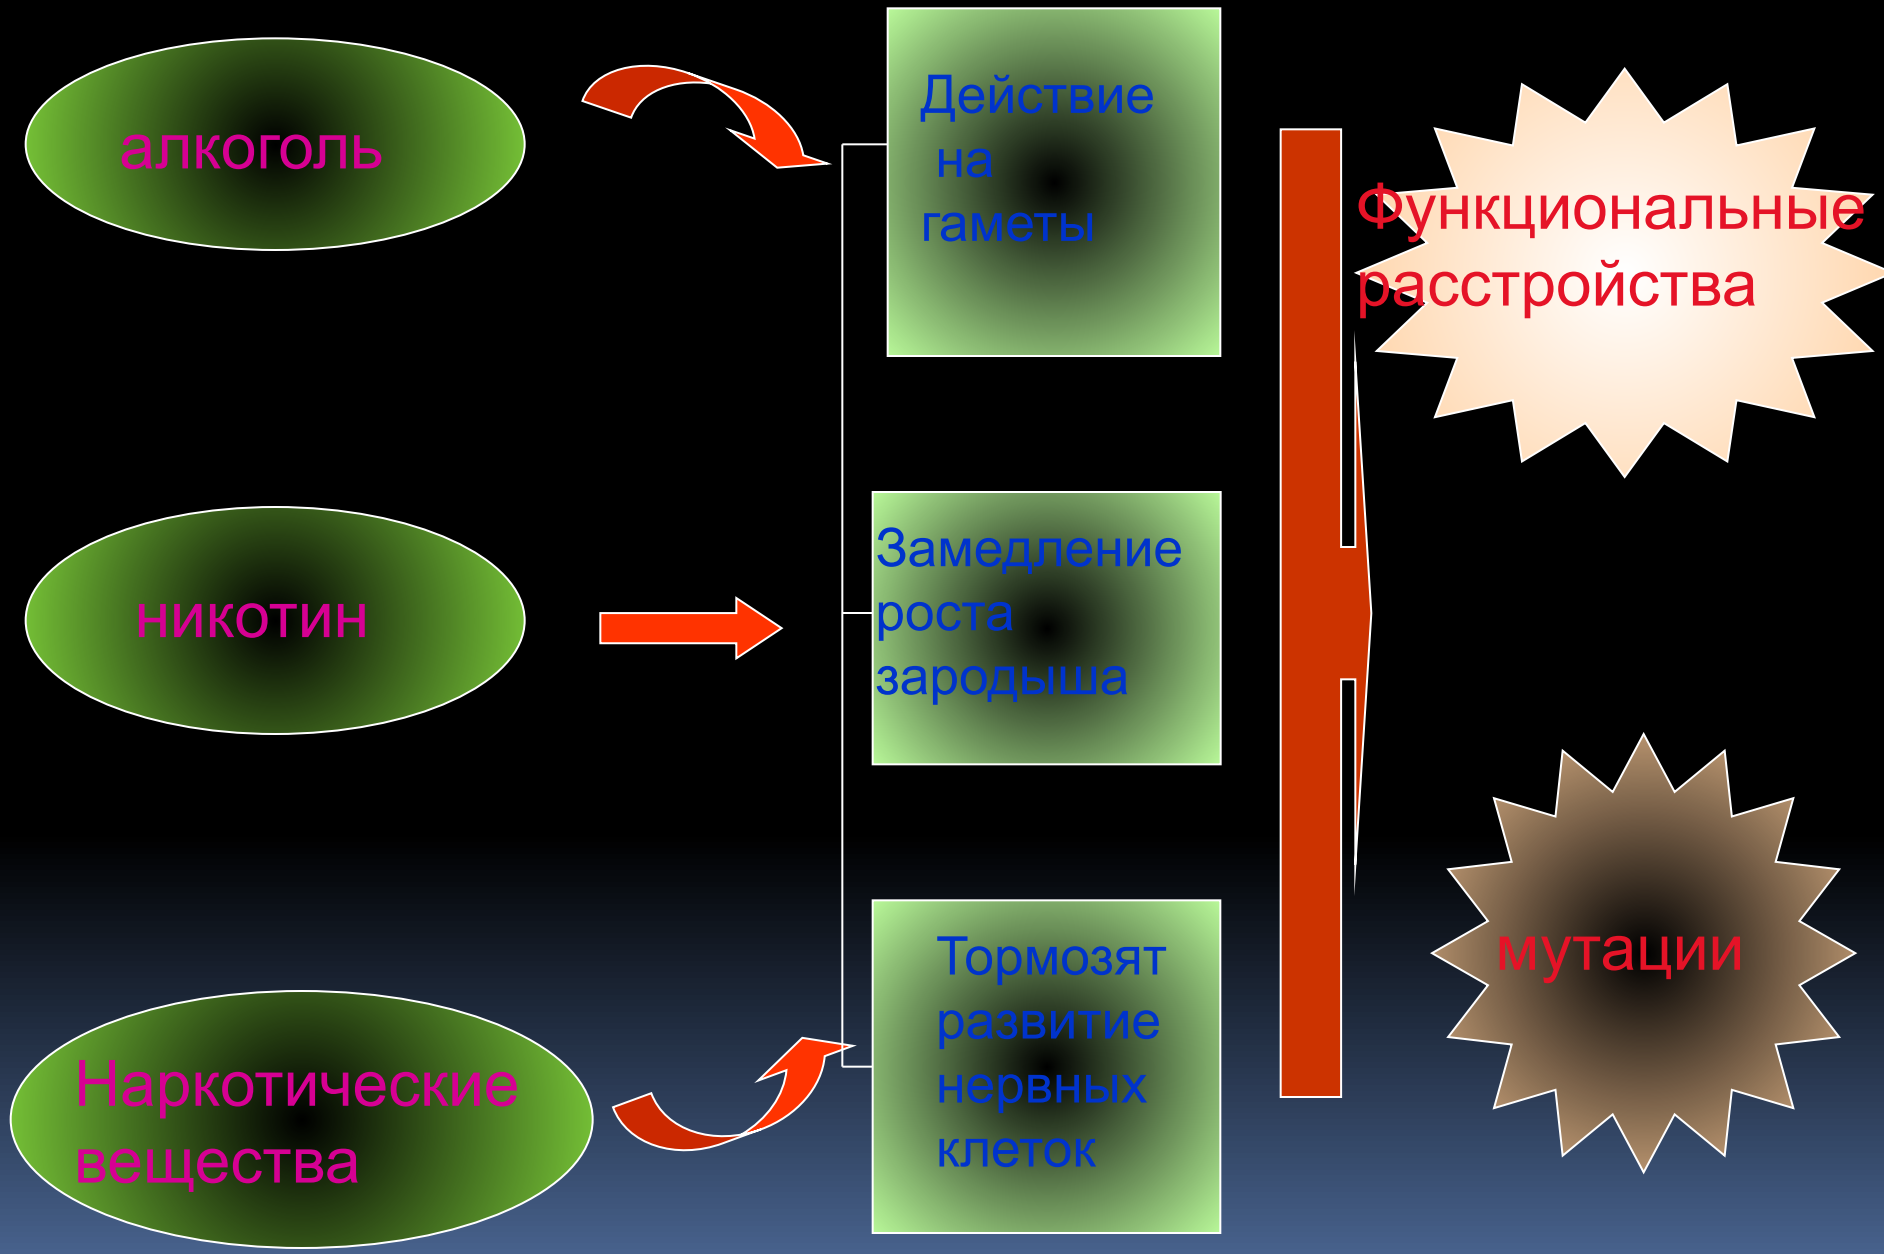 алкоголь
Действие
на
гаметы
Функциональные
расстройства
никотин
Замедление
роста
зародыша
Наркотические
вещества
Тормозят
развитие
нервных
клеток
мутации